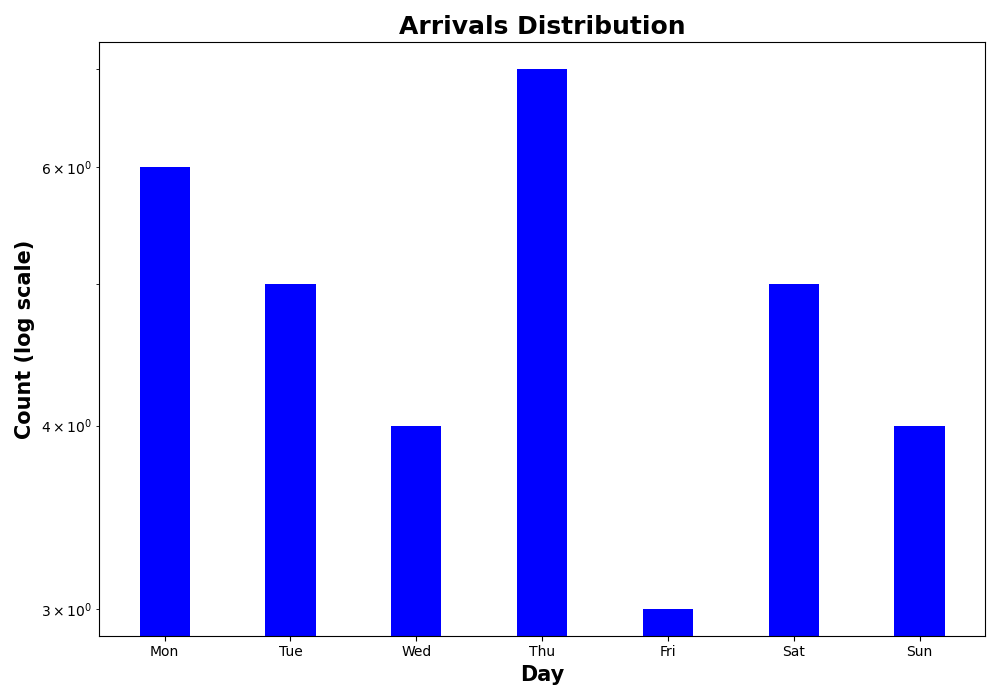 Arrivals Distribution
6 × 10⁰
4 × 10⁰
3 × 10⁰
Count (log scale)
Mon Tue Wed Thu Fri Sat Sun
Day